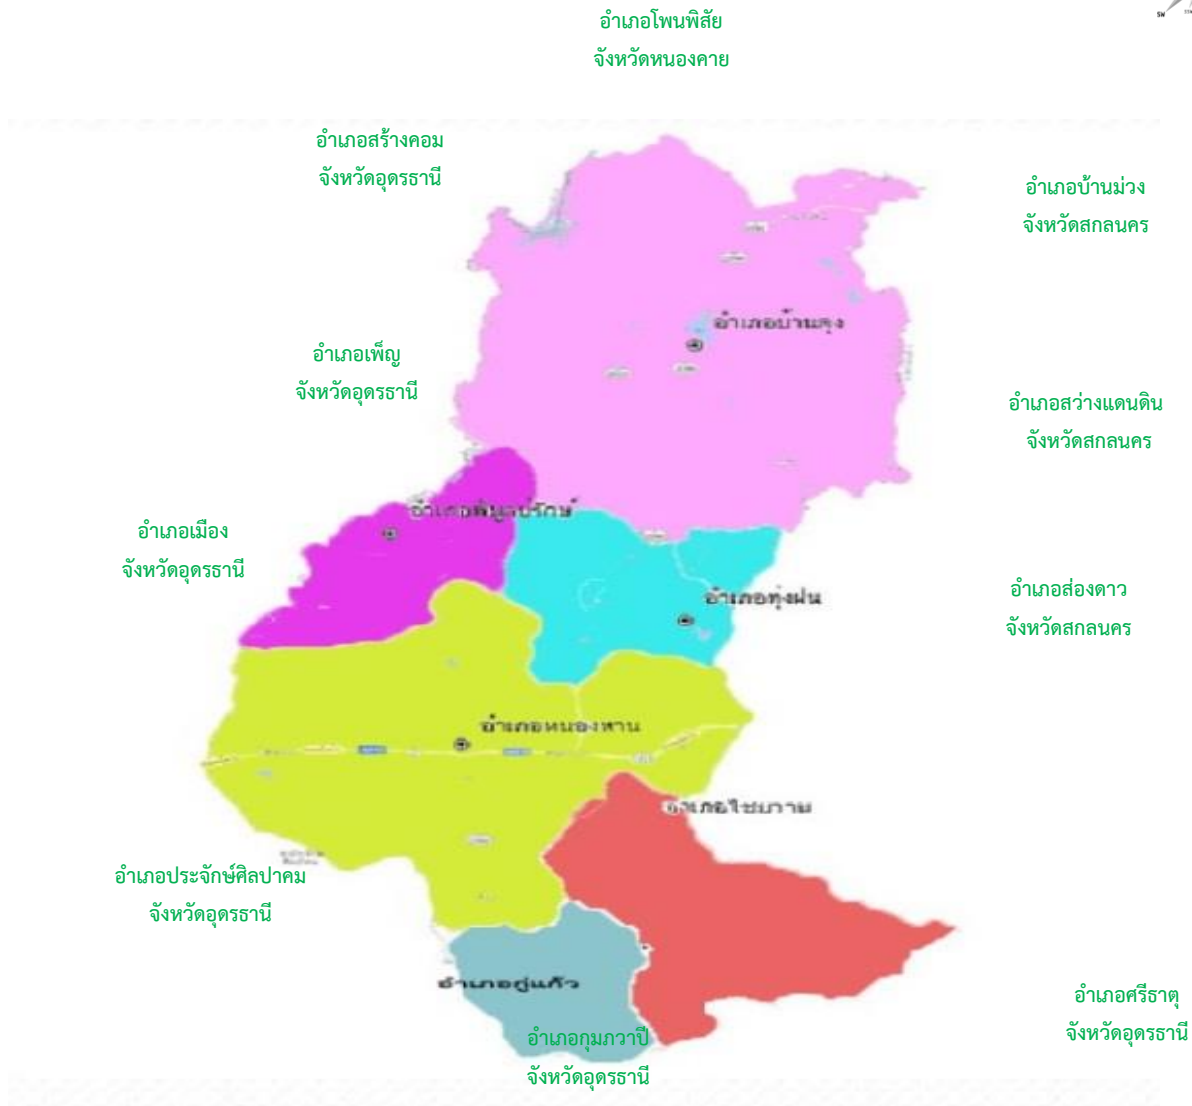 อำเภอโพนพิสัย
จังหวัดหนองคาย
SW
อำเภอสร้างคอม
จังหวัดอุดรธานี
อำเภอบ้านม่วง
จังหวัดสกลนคร
อำเภอบ้านดุง
อำเภอเพ็ญ
จังหวัดอุดรธานี
อำเภอสว่างแดนดิน
จังหวัดสกลนคร
อำเภอพิบูลย์รักษ์
อำเภอเมือง
จังหวัดอุดรธานี
อำเภอทุ่งฝน
อำเภอส่องดาว
จังหวัดสกลนคร
อำเภอหนองหาน
อำเภอไชยวาน
อำเภอประจักษ์ศิลปาคม
จังหวัดอุดรธานี
อำเภอกู่แก้ว
อำเภอศรีธาตุ
จังหวัดอุดรธานี
อำเภอกุมภวาปี
จังหวัดอุดรธานี